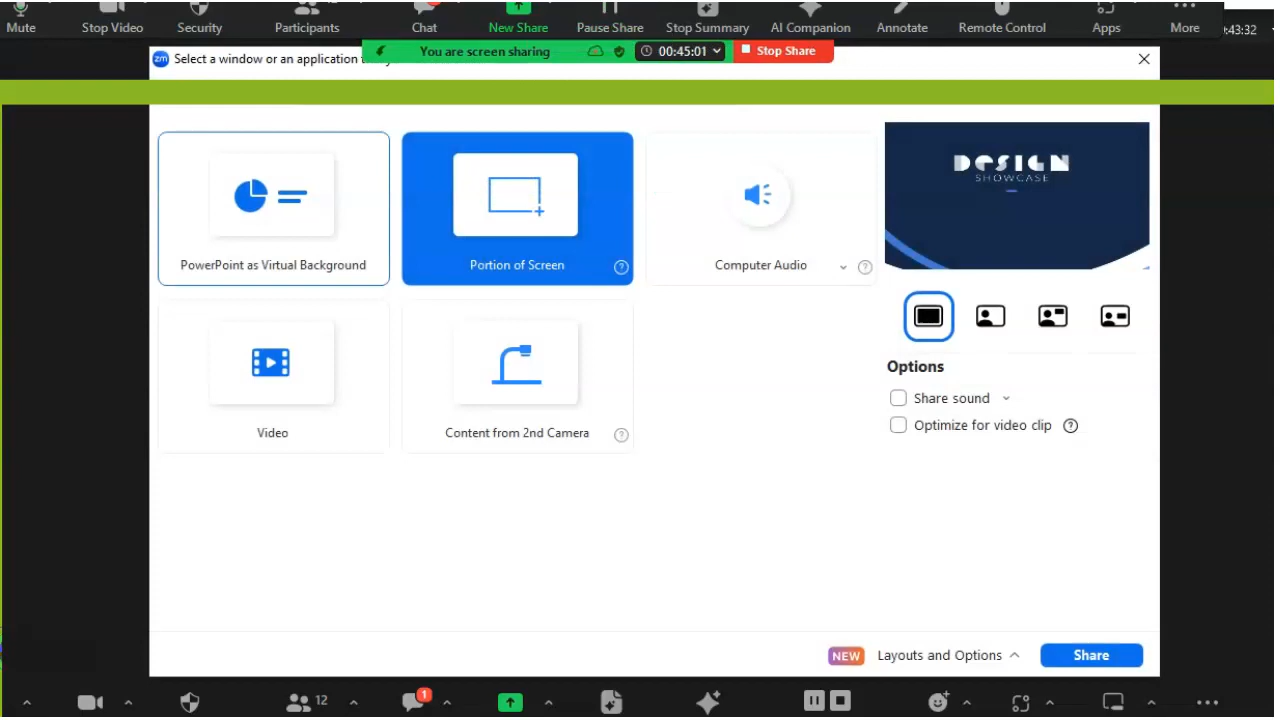 Mute Stop Video Security Participants Chat New Share Pause Share Stop Summary AI Companion Annotate Remote Control Apps More
:43:32
You are screen sharing 00:45:01 Stop Share
zm Select a window or an application
PowerPoint as Virtual Background
Portion of Screen
Computer Audio
DESIGN
SHOWCASE
Video
Content from 2nd Camera
Options
Share sound
Optimize for video clip
NEW Layouts and Options Share
12 1